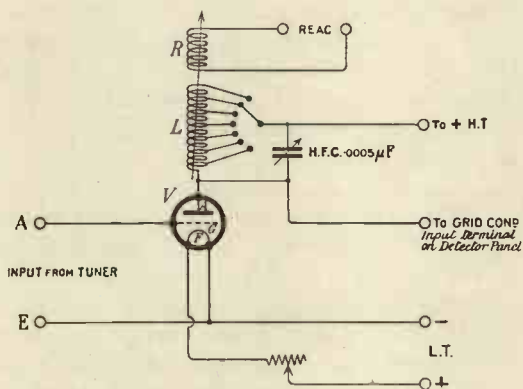 R
REAC
L
To + H.T
H.F.C. .0005μF
V
A
G
F
To GRID COND
Input Terminal
on Detector Panel
INPUT FROM TUNER
E
-
L.T.
+